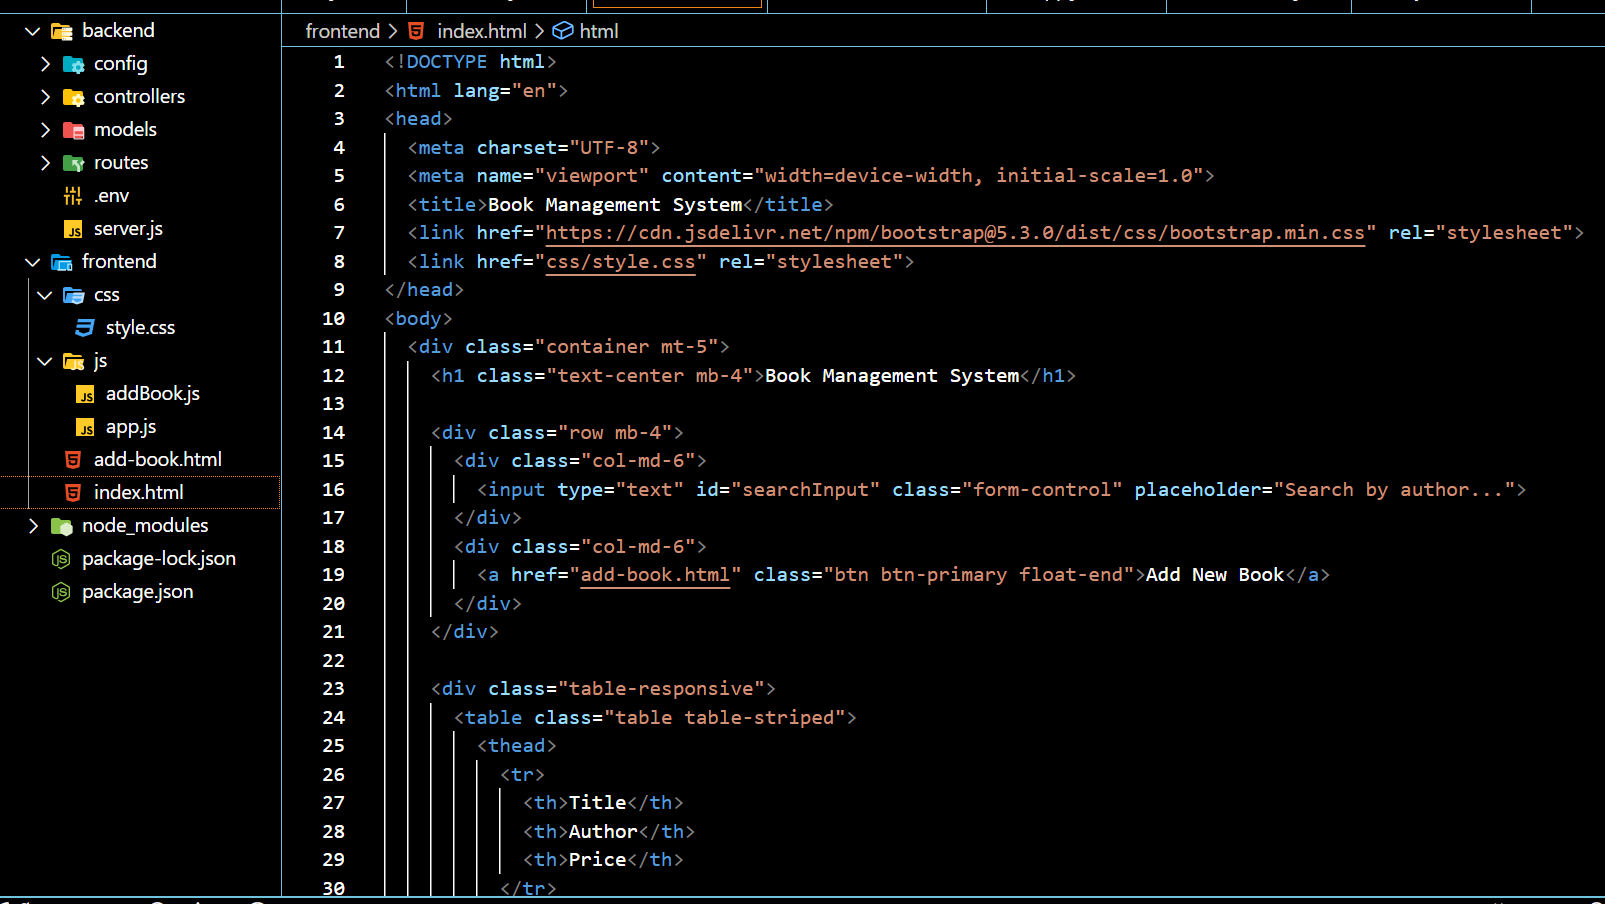 backend
config
controllers
models
routes
.env
server.js
frontend
css
style.css
js
addBook.js
app.js
add-book.html
index.html
node_modules
package-lock.json
package.json
frontend > index.html > html
1 <!DOCTYPE html>
2 <html lang="en">
3 <head>
4 <meta charset="UTF-8">
5 <meta name="viewport" content="width=device-width, initial-scale=1.0">
6 <title>Book Management System</title>
7 <link href="https://cdn.jsdelivr.net/npm/bootstrap@5.3.0/dist/css/bootstrap.min.css" rel="stylesheet">
8 <link href="css/style.css" rel="stylesheet">
9 </head>
10 <body>
11 <div class="container mt-5">
12 <h1 class="text-center mb-4">Book Management System</h1>
13
14 <div class="row mb-4">
15 <div class="col-md-6">
16 <input type="text" id="searchInput" class="form-control" placeholder="Search by author...">
17 </div>
18 <div class="col-md-6">
19 <a href="add-book.html" class="btn btn-primary float-end">Add New Book</a>
20 </div>
21 </div>
22
23 <div class="table-responsive">
24 <table class="table table-striped">
25 <thead>
26 <tr>
27 <th>Title</th>
28 <th>Author</th>
29 <th>Price</th>
30 </tr>